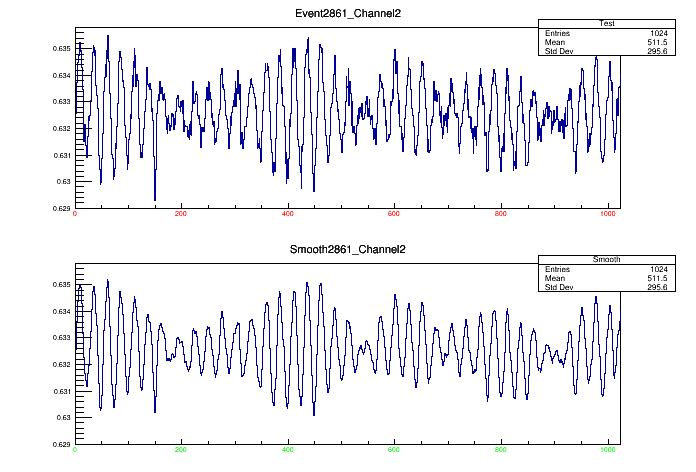 Event2861_Channel2
Test
Entries 1024
Mean 511.5
Std Dev 295.6
0.635
0.634
0.633
0.632
0.631
0.63
0.629
0 200 400 600 800 1000
Smooth2861_Channel2
Smooth
Entries 1024
Mean 511.5
Std Dev 295.6
0.635
0.634
0.633
0.632
0.631
0.63
0.629
0 200 400 600 800 1000